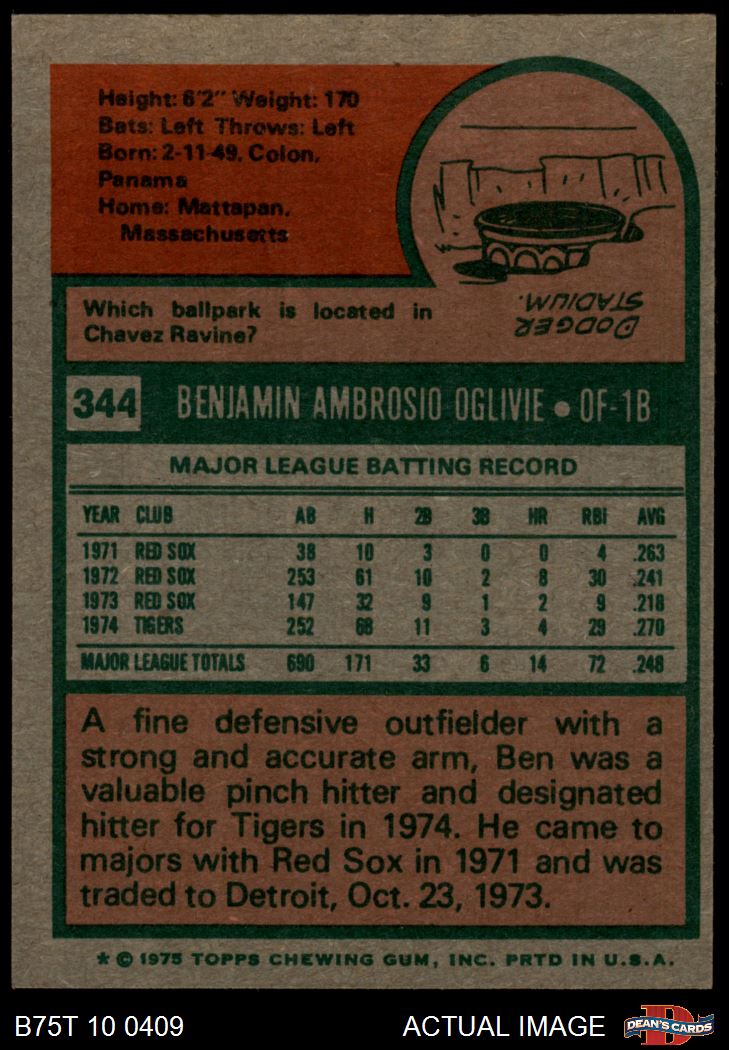 Height: 6'2" Weight: 170
Bats: Left Throws: Left
Born: 2-11-49, Colon,
Panama
Home: Mattapan,
Massachusetts
Which ballpark is located in
Chavez Ravine?
DODGER
STADIUM.
344 BENJAMIN AMBROSIO OGLIVIE • OF-1B
MAJOR LEAGUE BATTING RECORD
YEAR CLUB AB H 2B 3B HR RBI AVG
1971 RED SOX 38 10 3 0 0 4 .263
1972 RED SOX 253 61 10 2 8 30 .241
1973 RED SOX 147 32 9 1 2 9 .218
1974 TIGERS 252 68 11 3 4 29 .270
MAJOR LEAGUE TOTALS 690 171 33 6 14 72 .248
A fine defensive outfielder with a
strong and accurate arm, Ben was a
valuable pinch hitter and designated
hitter for Tigers in 1974. He came to
majors with Red Sox in 1971 and was
traded to Detroit, Oct. 23, 1973.
* © 1975 TOPPS CHEWING GUM, INC. PRTD IN U.S.A.
B75T 10 0409 ACTUAL IMAGE
D
DEAN'S CARDS